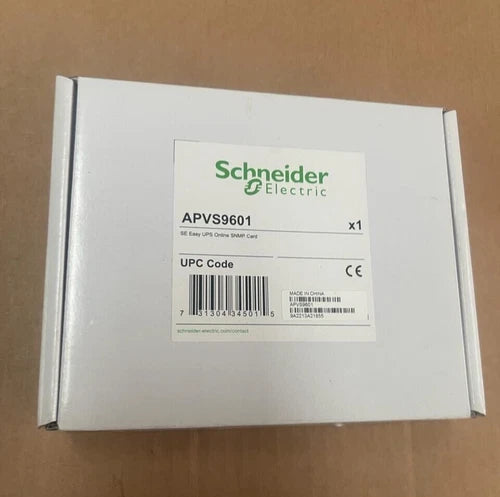 Schneider
Electric
APVS9601 x1
SE Easy UPS Online SNMP Card
UPC Code
CE
MADE IN CHINA
APVS9601
9A2210A21855
7 31304 34501 5
schneider-electric.com/contact